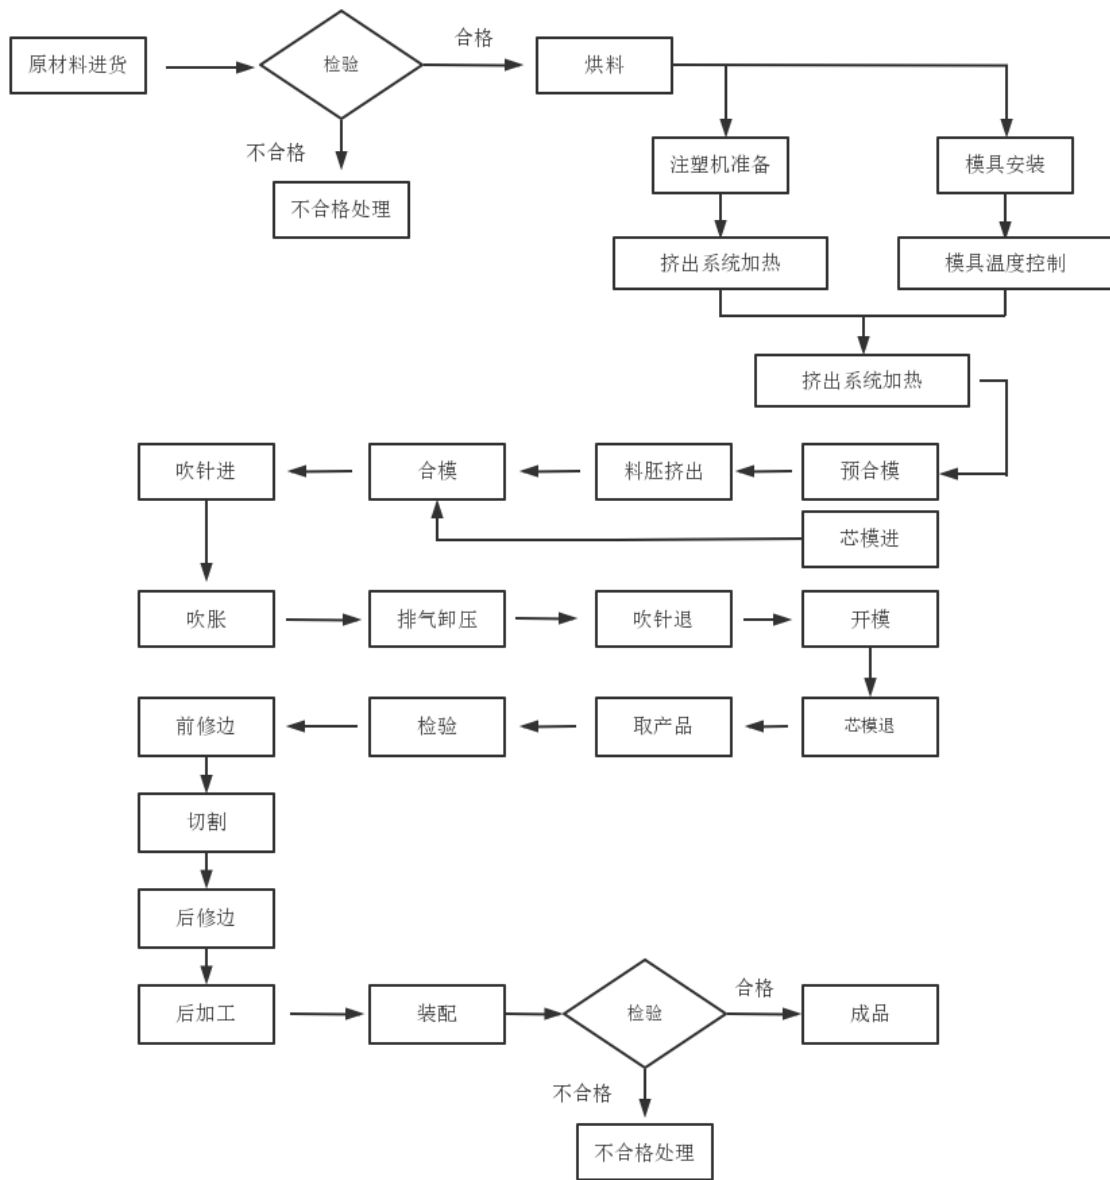 原材料进货
检验
合格
烘料
不合格
不合格处理
注塑机准备
模具安装
挤出系统加热
模具温度控制
挤出系统加热
吹针进
合模
料胚挤出
预合模
芯模进
吹胀
排气卸压
吹针退
开模
前修边
检验
取产品
芯模退
切割
后修边
后加工
装配
检验
合格
成品
不合格
不合格处理